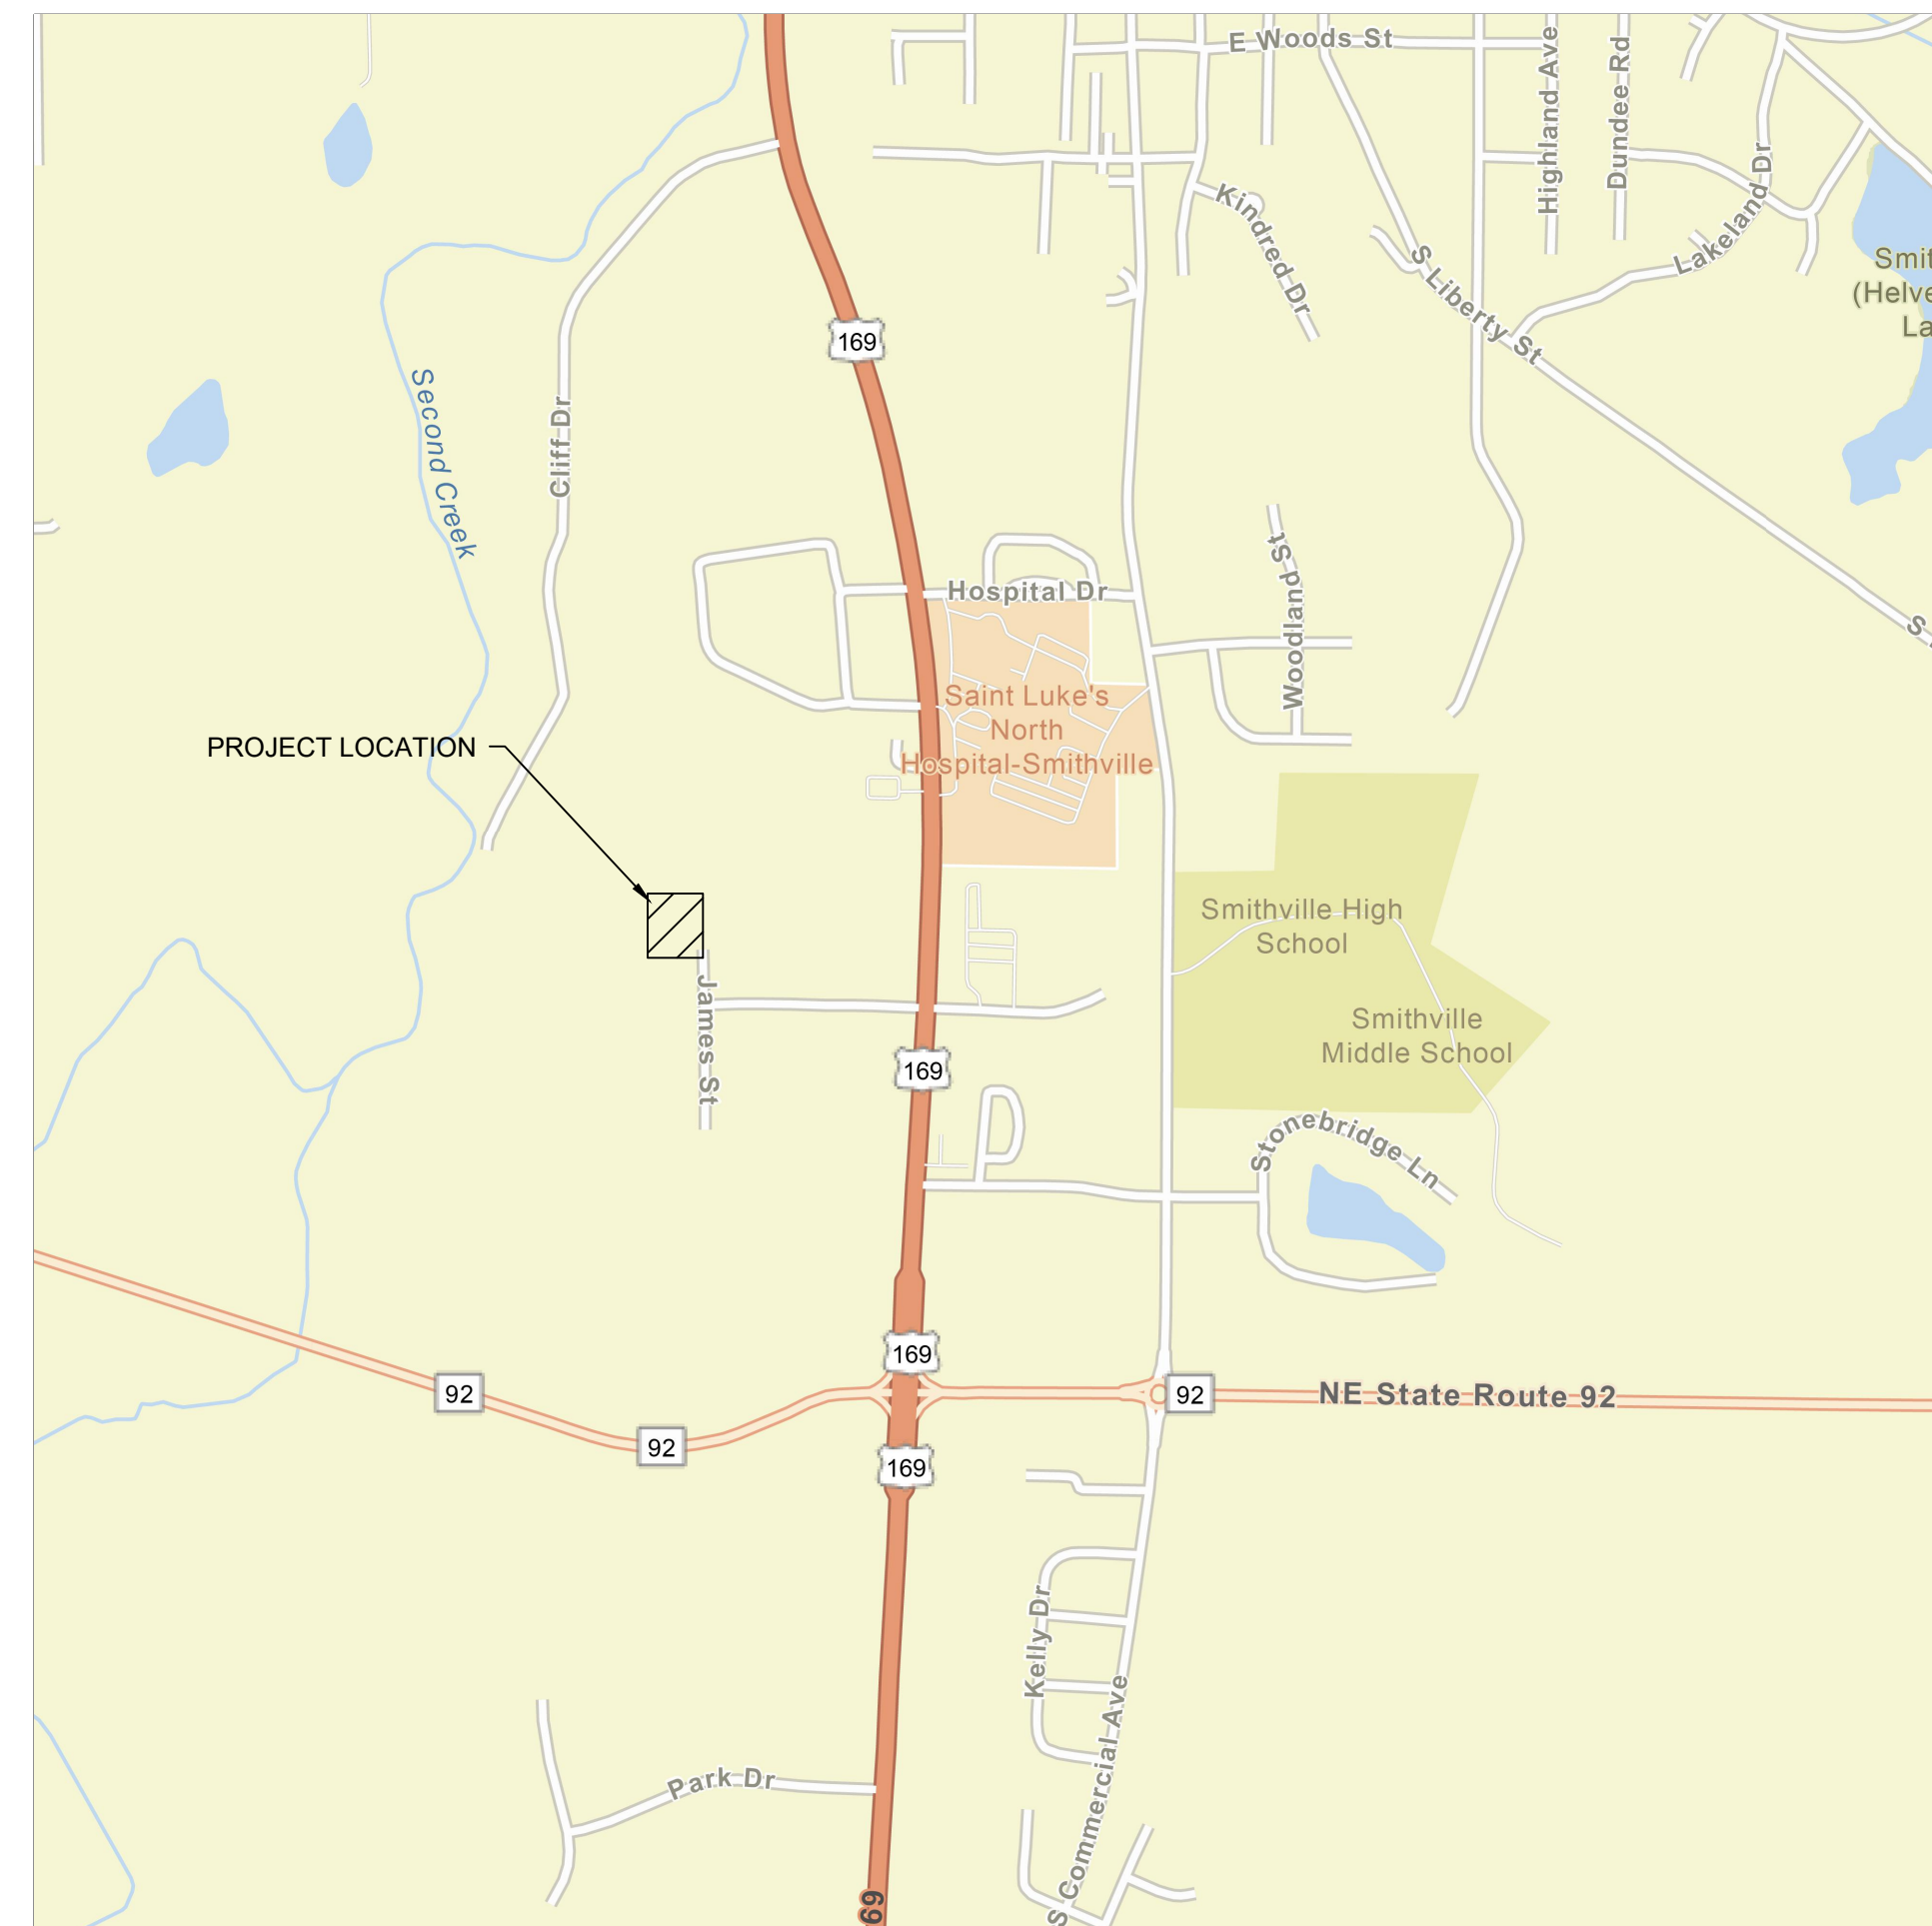 E Woods St
Highland Ave
Dundee Rd
Kindred Dr
Lakeland Dr
S Liberty St
Smit
(Helve
La
169
Second Creek
Cliff Dr
Woodland St
Hospital Dr
S
Saint Luke's
North
Hospital-Smithville
PROJECT LOCATION
Smithville High
School
James St
Smithville
Middle School
169
Stonebridge Ln
169
92
92
NE State Route 92
92
169
Kelly Dr
S Commercial Ave
Park Dr
69